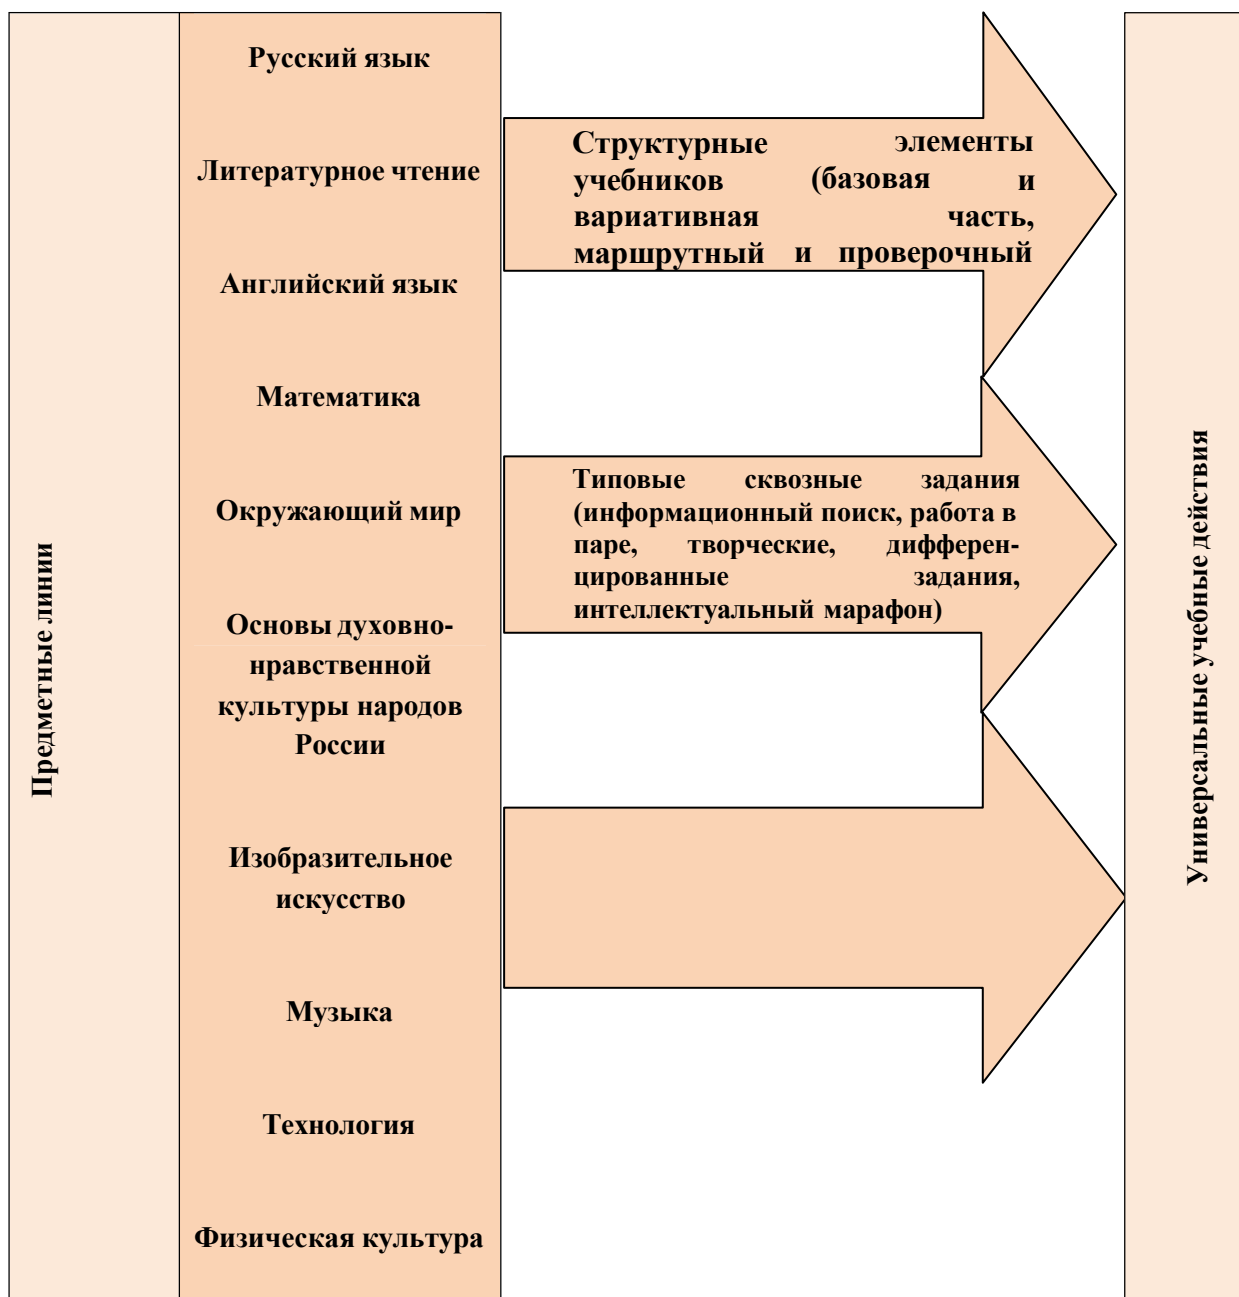 Предметные линии
Русский язык
Литературное чтение
Английский язык
Математика
Окружающий мир
Основы духовно-
нравственной
культуры народов
России
Изобразительное
искусство
Музыка
Технология
Физическая культура
Структурные элементы
учебников (базовая и
вариативная часть,
маршрутный и проверочный
Типовые сквозные задания
(информационный поиск, работа в
паре, творческие, дифферен-
цированные задания,
интеллектуальный марафон)
Универсальные учебные действия